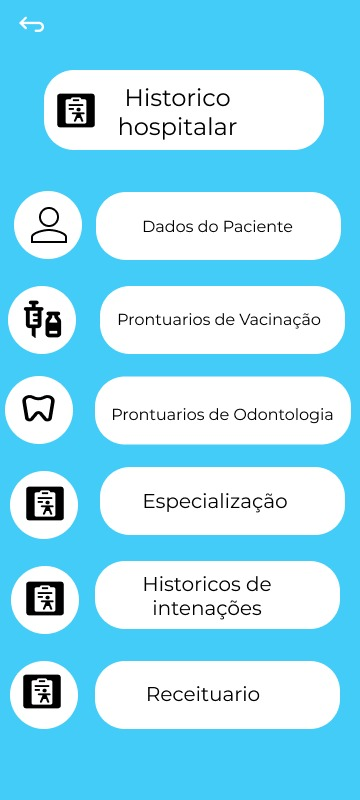 Historico
hospitalar
Dados do Paciente
Prontuarios de Vacinação
Prontuarios de Odontologia
Especialização
Historicos de
intenações
Receituario